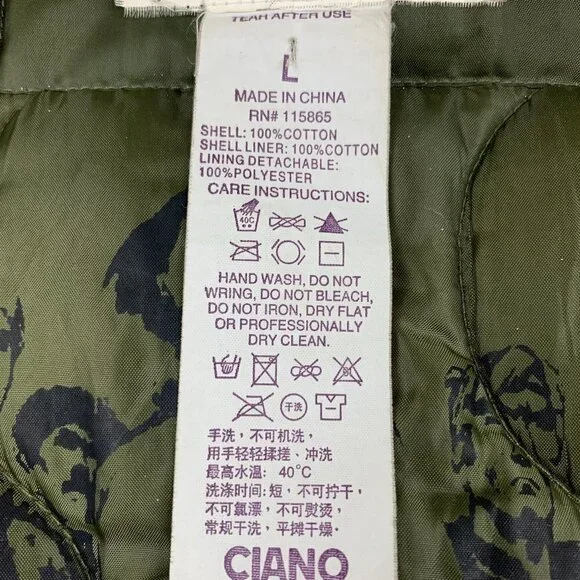 TEAR AFTER USE
L
MADE IN CHINA
RN# 115865
SHELL: 100%COTTON
SHELL LINER: 100%COTTON
LINING DETACHABLE:
100%POLYESTER
CARE INSTRUCTIONS:
40C
HAND WASH, DO NOT
WRING, DO NOT BLEACH,
DO NOT IRON, DRY FLAT
OR PROFESSIONALLY
DRY CLEAN.
干洗
手洗，不可机洗，
用手轻轻揉搓、冲洗
最高水温：40°C
洗涤时间：短，不可拧干，
不可氯漂，不可熨烫，
常规干洗，平摊干燥。
CIANO